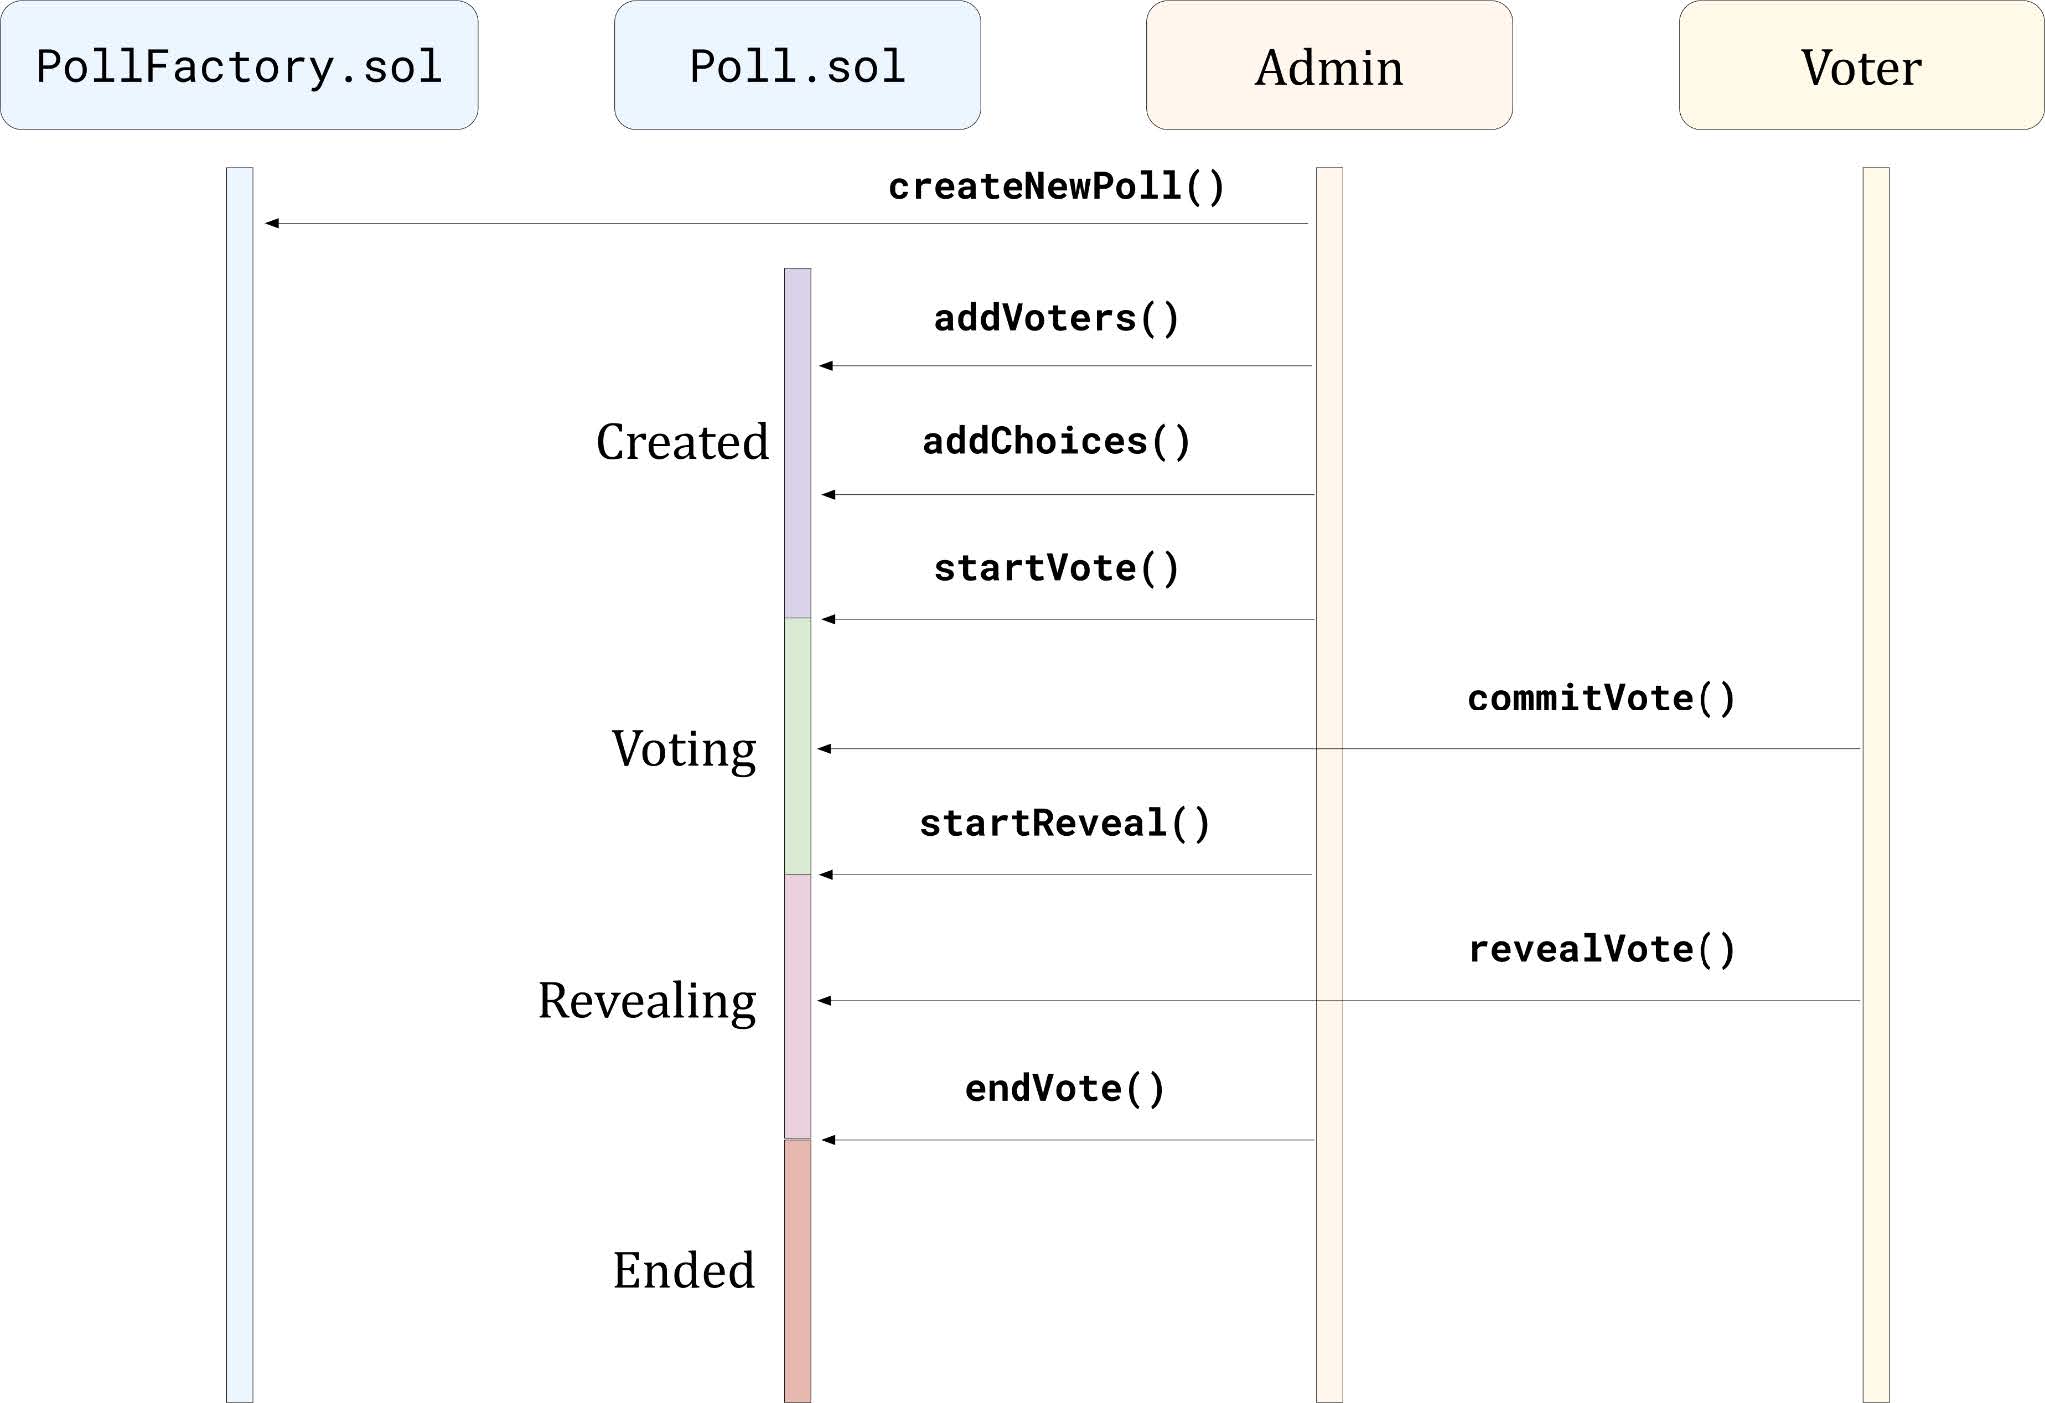 PollFactory.sol
Poll.sol
Admin
Voter
createNewPoll()
addVoters()
Created
addChoices()
startVote()
commitVote()
Voting
startReveal()
revealVote()
Revealing
endVote()
Ended